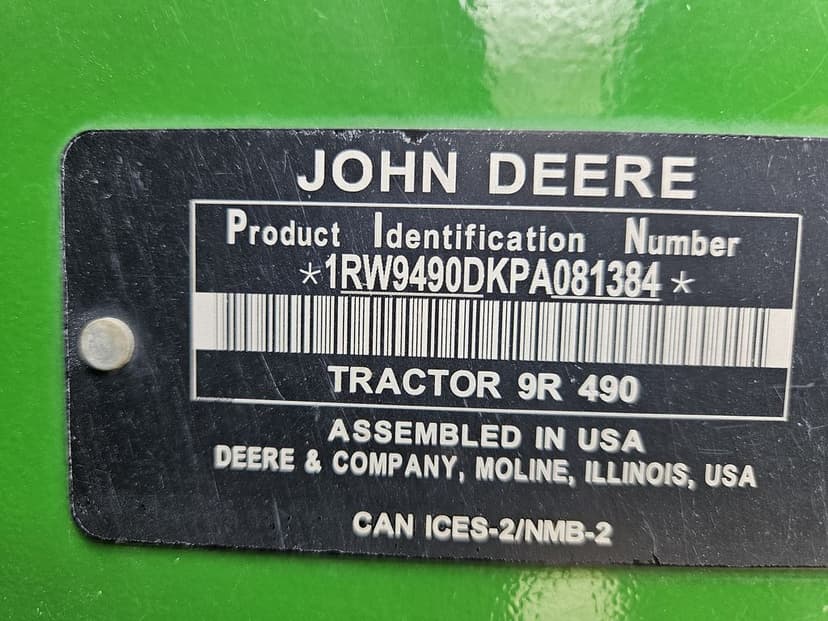 JOHN DEERE
Product Identification Number
*1RW9490DKPA081384*
TRACTOR 9R 490
ASSEMBLED IN USA
DEERE & COMPANY, MOLINE, ILLINOIS, USA
CAN ICES-2/NMB-2